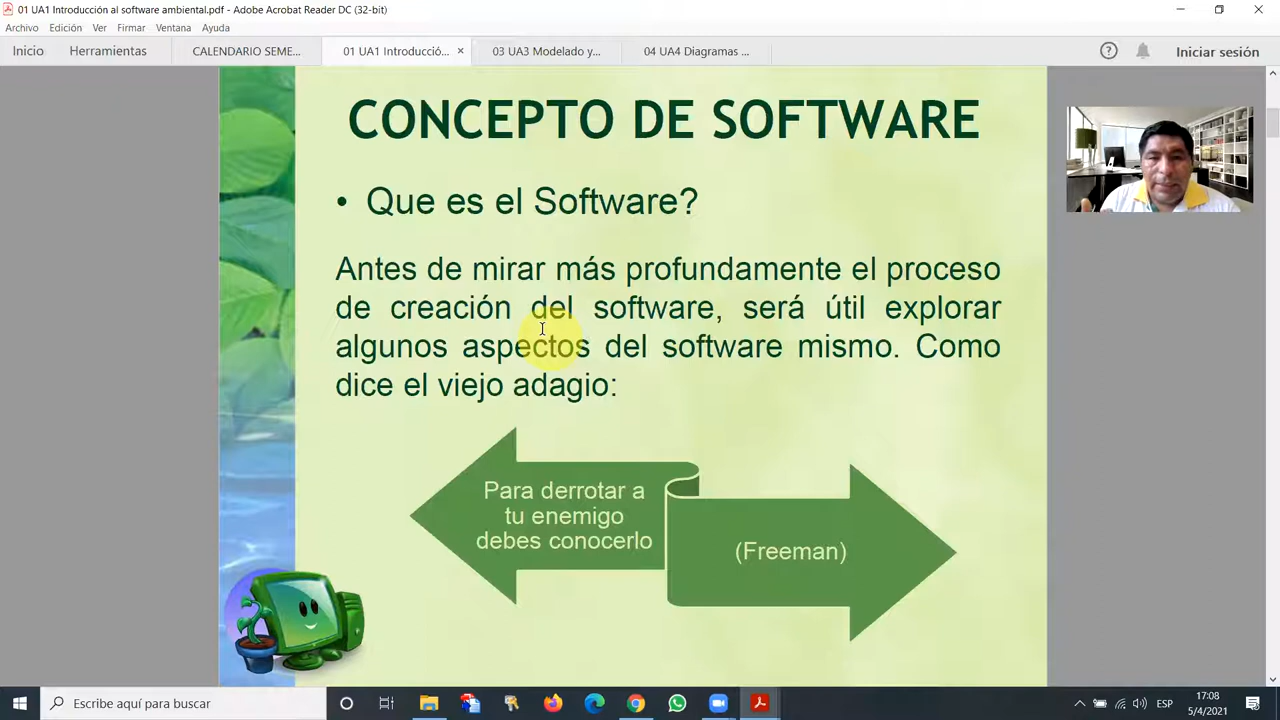 01 UA1 Introducción al software ambiental.pdf - Adobe Acrobat Reader DC (32-bit)
Archivo Edición Ver Firmar Ventana Ayuda
Inicio Herramientas CALENDARIO SEME... 01 UA1 Introducció... × 03 UA3 Modelado y... 04 UA4 Diagramas ... Iniciar sesión
CONCEPTO DE SOFTWARE
• Que es el Software?
Antes de mirar más profundamente el proceso
de creación del software, será útil explorar
algunos aspectos del software mismo. Como
dice el viejo adagio:
Para derrotar a
tu enemigo
debes conocerlo
(Freeman)
Escribe aquí para buscar
ESP
17:08
5/4/2021